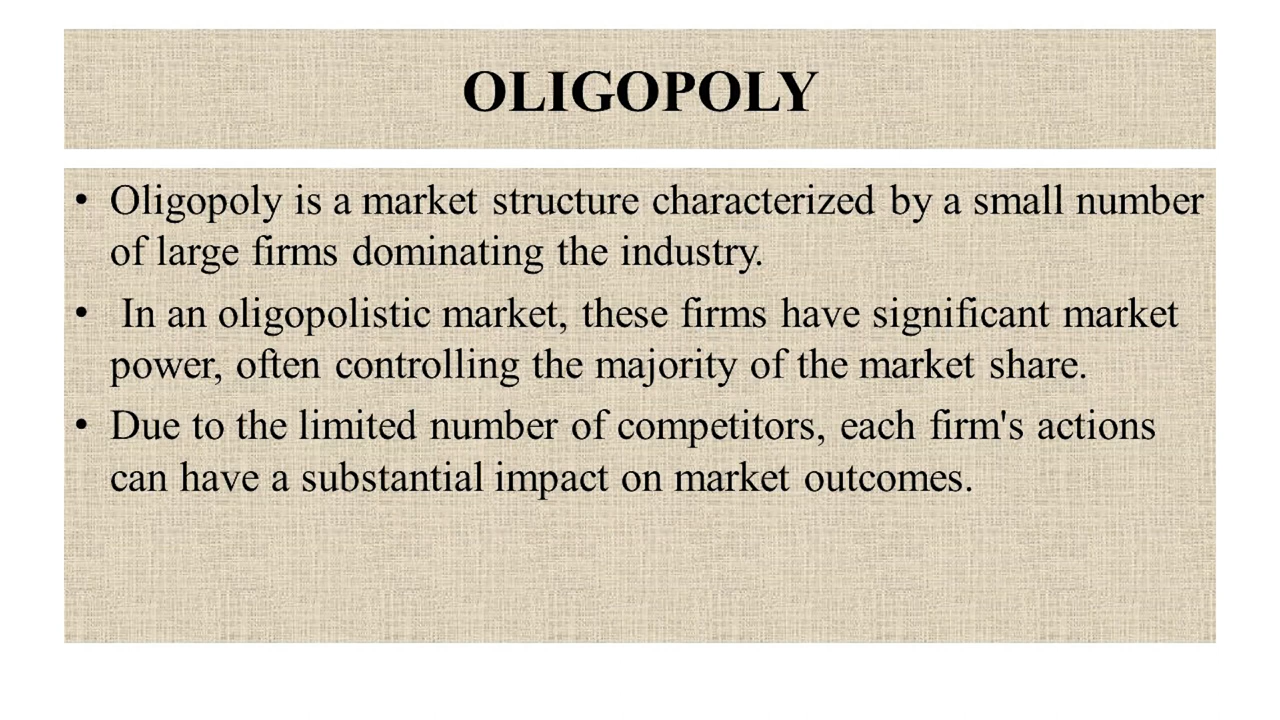 OLIGOPOLY
• Oligopoly is a market structure characterized by a small number
of large firms dominating the industry.
• In an oligopolistic market, these firms have significant market
power, often controlling the majority of the market share.
• Due to the limited number of competitors, each firm's actions
can have a substantial impact on market outcomes.